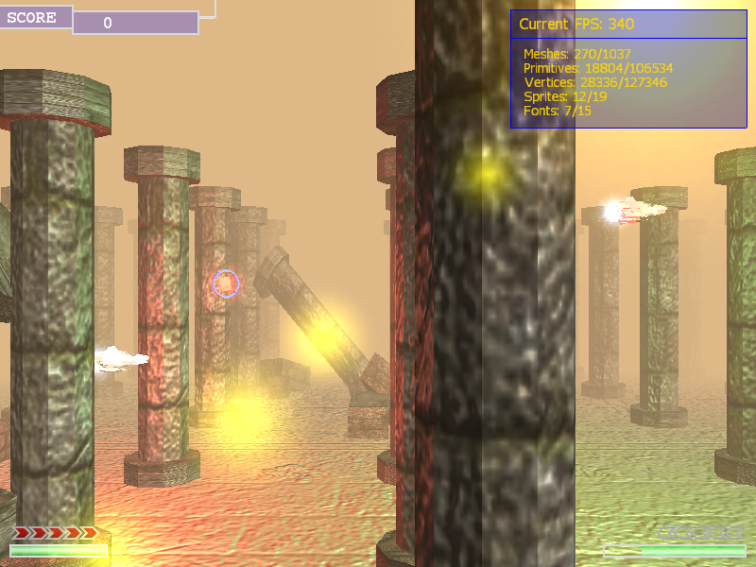 SCORE
0
Current FPS: 340
Meshes: 270/1037
Primitives: 18804/106534
Vertices: 28336/127346
Sprites: 12/19
Fonts: 7/15